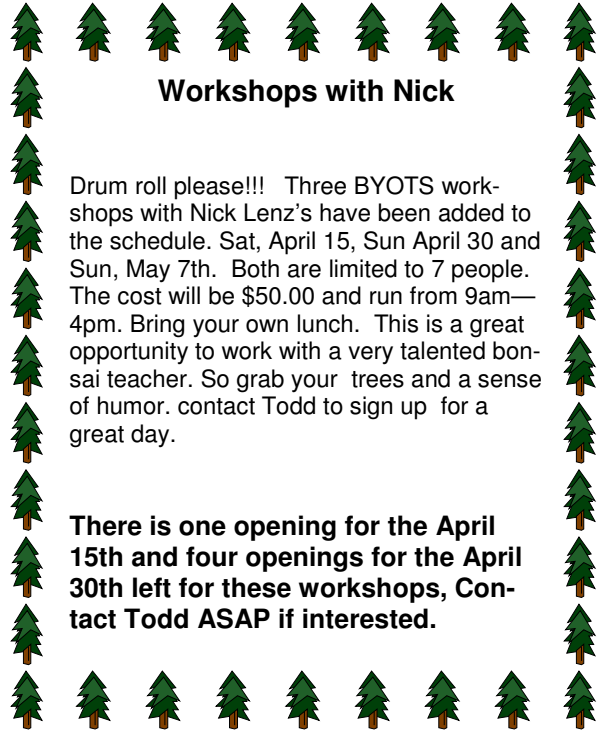 Workshops with Nick
Drum roll please!!!   Three BYOTS work-
shops with Nick Lenz's have been added to
the schedule. Sat, April 15, Sun April 30 and
Sun, May 7th.  Both are limited to 7 people.
The cost will be $50.00 and run from 9am—
4pm. Bring your own lunch.  This is a great
opportunity to work with a very talented bon-
sai teacher. So grab your  trees and a sense
of humor. contact Todd to sign up  for a
great day.
There is one opening for the April
15th and four openings for the April
30th left for these workshops, Con-
tact Todd ASAP if interested.